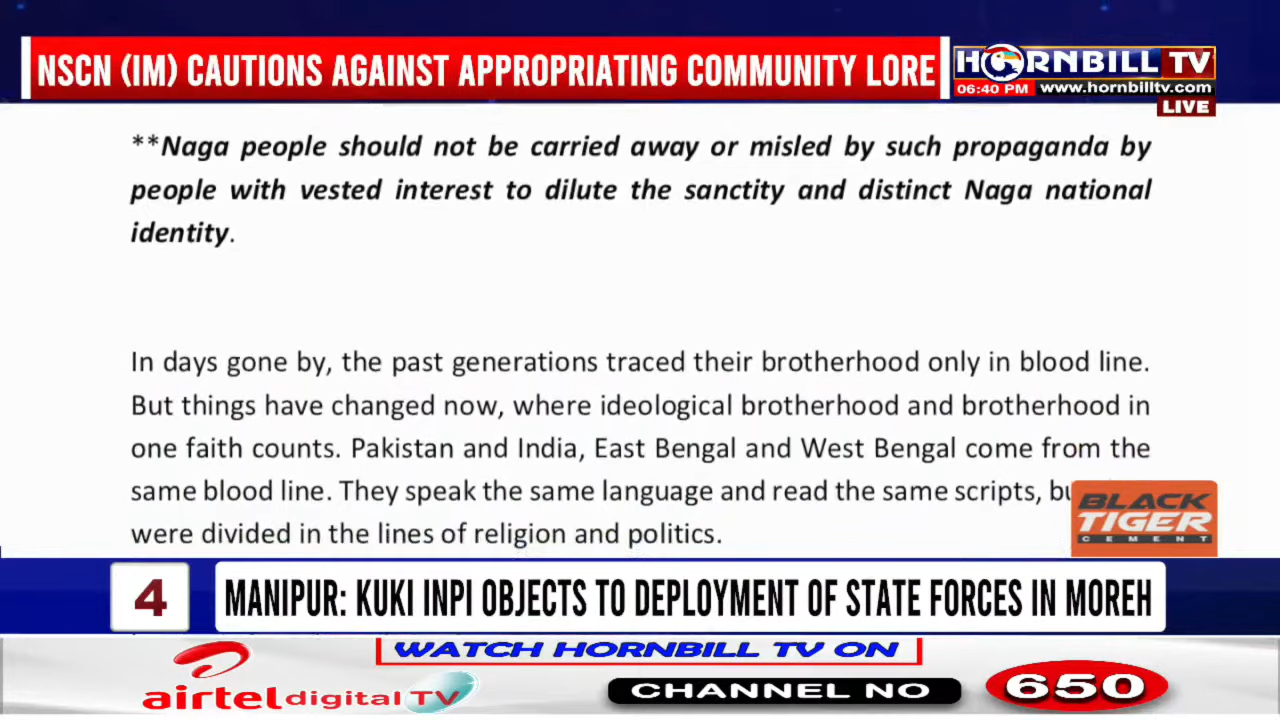 NSCN (IM) CAUTIONS AGAINST APPROPRIATING COMMUNITY LORE
HORNBILL TV
06:40 PM www.hornbilltv.com
LIVE
**Naga people should not be carried away or misled by such propaganda by
people with vested interest to dilute the sanctity and distinct Naga national
identity.
In days gone by, the past generations traced their brotherhood only in blood line.
But things have changed now, where ideological brotherhood and brotherhood in
one faith counts. Pakistan and India, East Bengal and West Bengal come from the
same blood line. They speak the same language and read the same scripts,
were divided in the lines of religion and politics.
BLACK
TIGER
CEMENT
4 MANIPUR: KUKI INPI OBJECTS TO DEPLOYMENT OF STATE FORCES IN MOREH
WATCH HORNBILL TV ON
airtel digital TV
CHANNEL NO 650